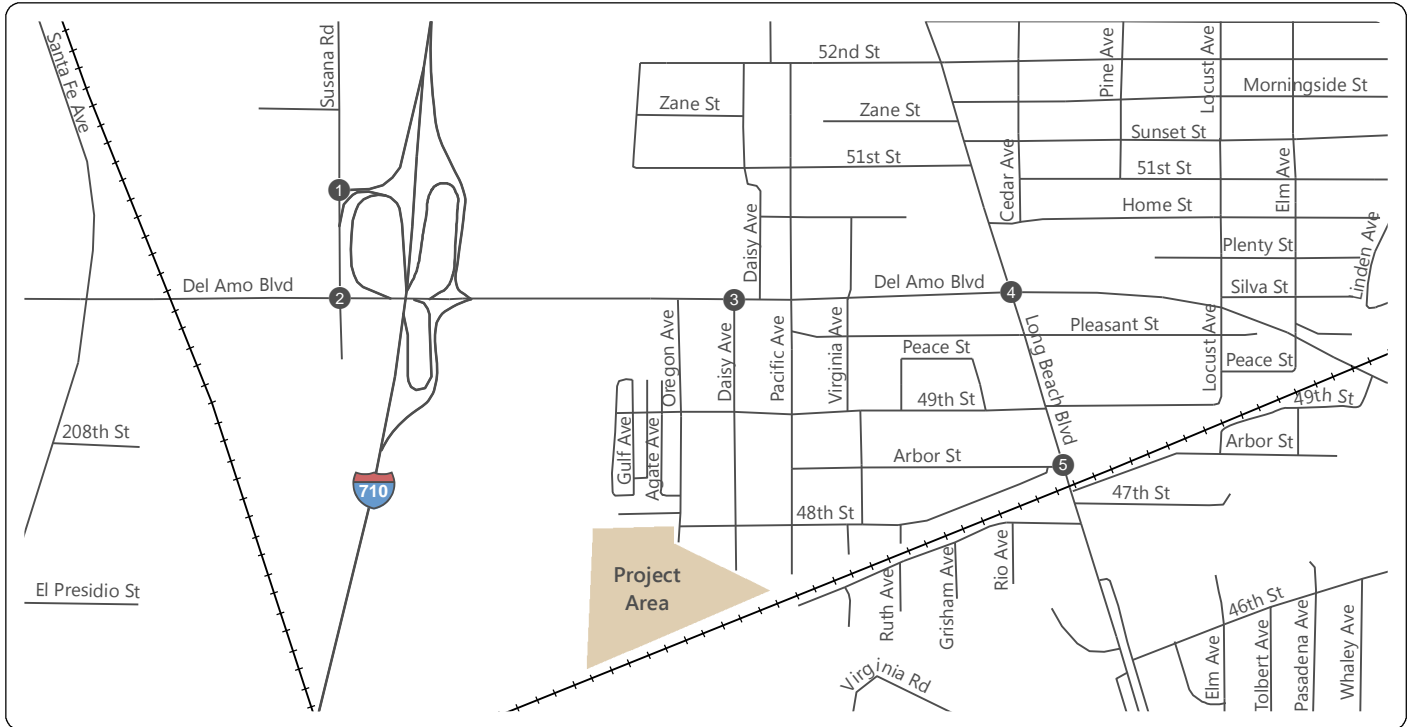 52nd St
Santa Fe Ave
Susana Rd
Pine Ave
Locust Ave
Morningside St
Zane St
Zane St
Sunset St
51st St
51st St
Cedar Ave
Elm Ave
1
Home St
Daisy Ave
Linden Ave
Plenty St
Del Amo Blvd
2
3
Del Amo Blvd
4
Silva St
Oregon Ave
Daisy Ave
Pacific Ave
Virginia Ave
Long Beach Blvd
Pleasant St
Locust Ave
Peace St
Peace St
49th St
49th St
208th St
Gulf Ave
Agate Ave
Arbor St
Arbor St
5
710
47th St
48th St
Project
Area
El Presidio St
Ruth Ave
Grisham Ave
Rio Ave
46th St
Virginia Rd
Elm Ave
Tolbert Ave
Pasadena Ave
Whaley Ave